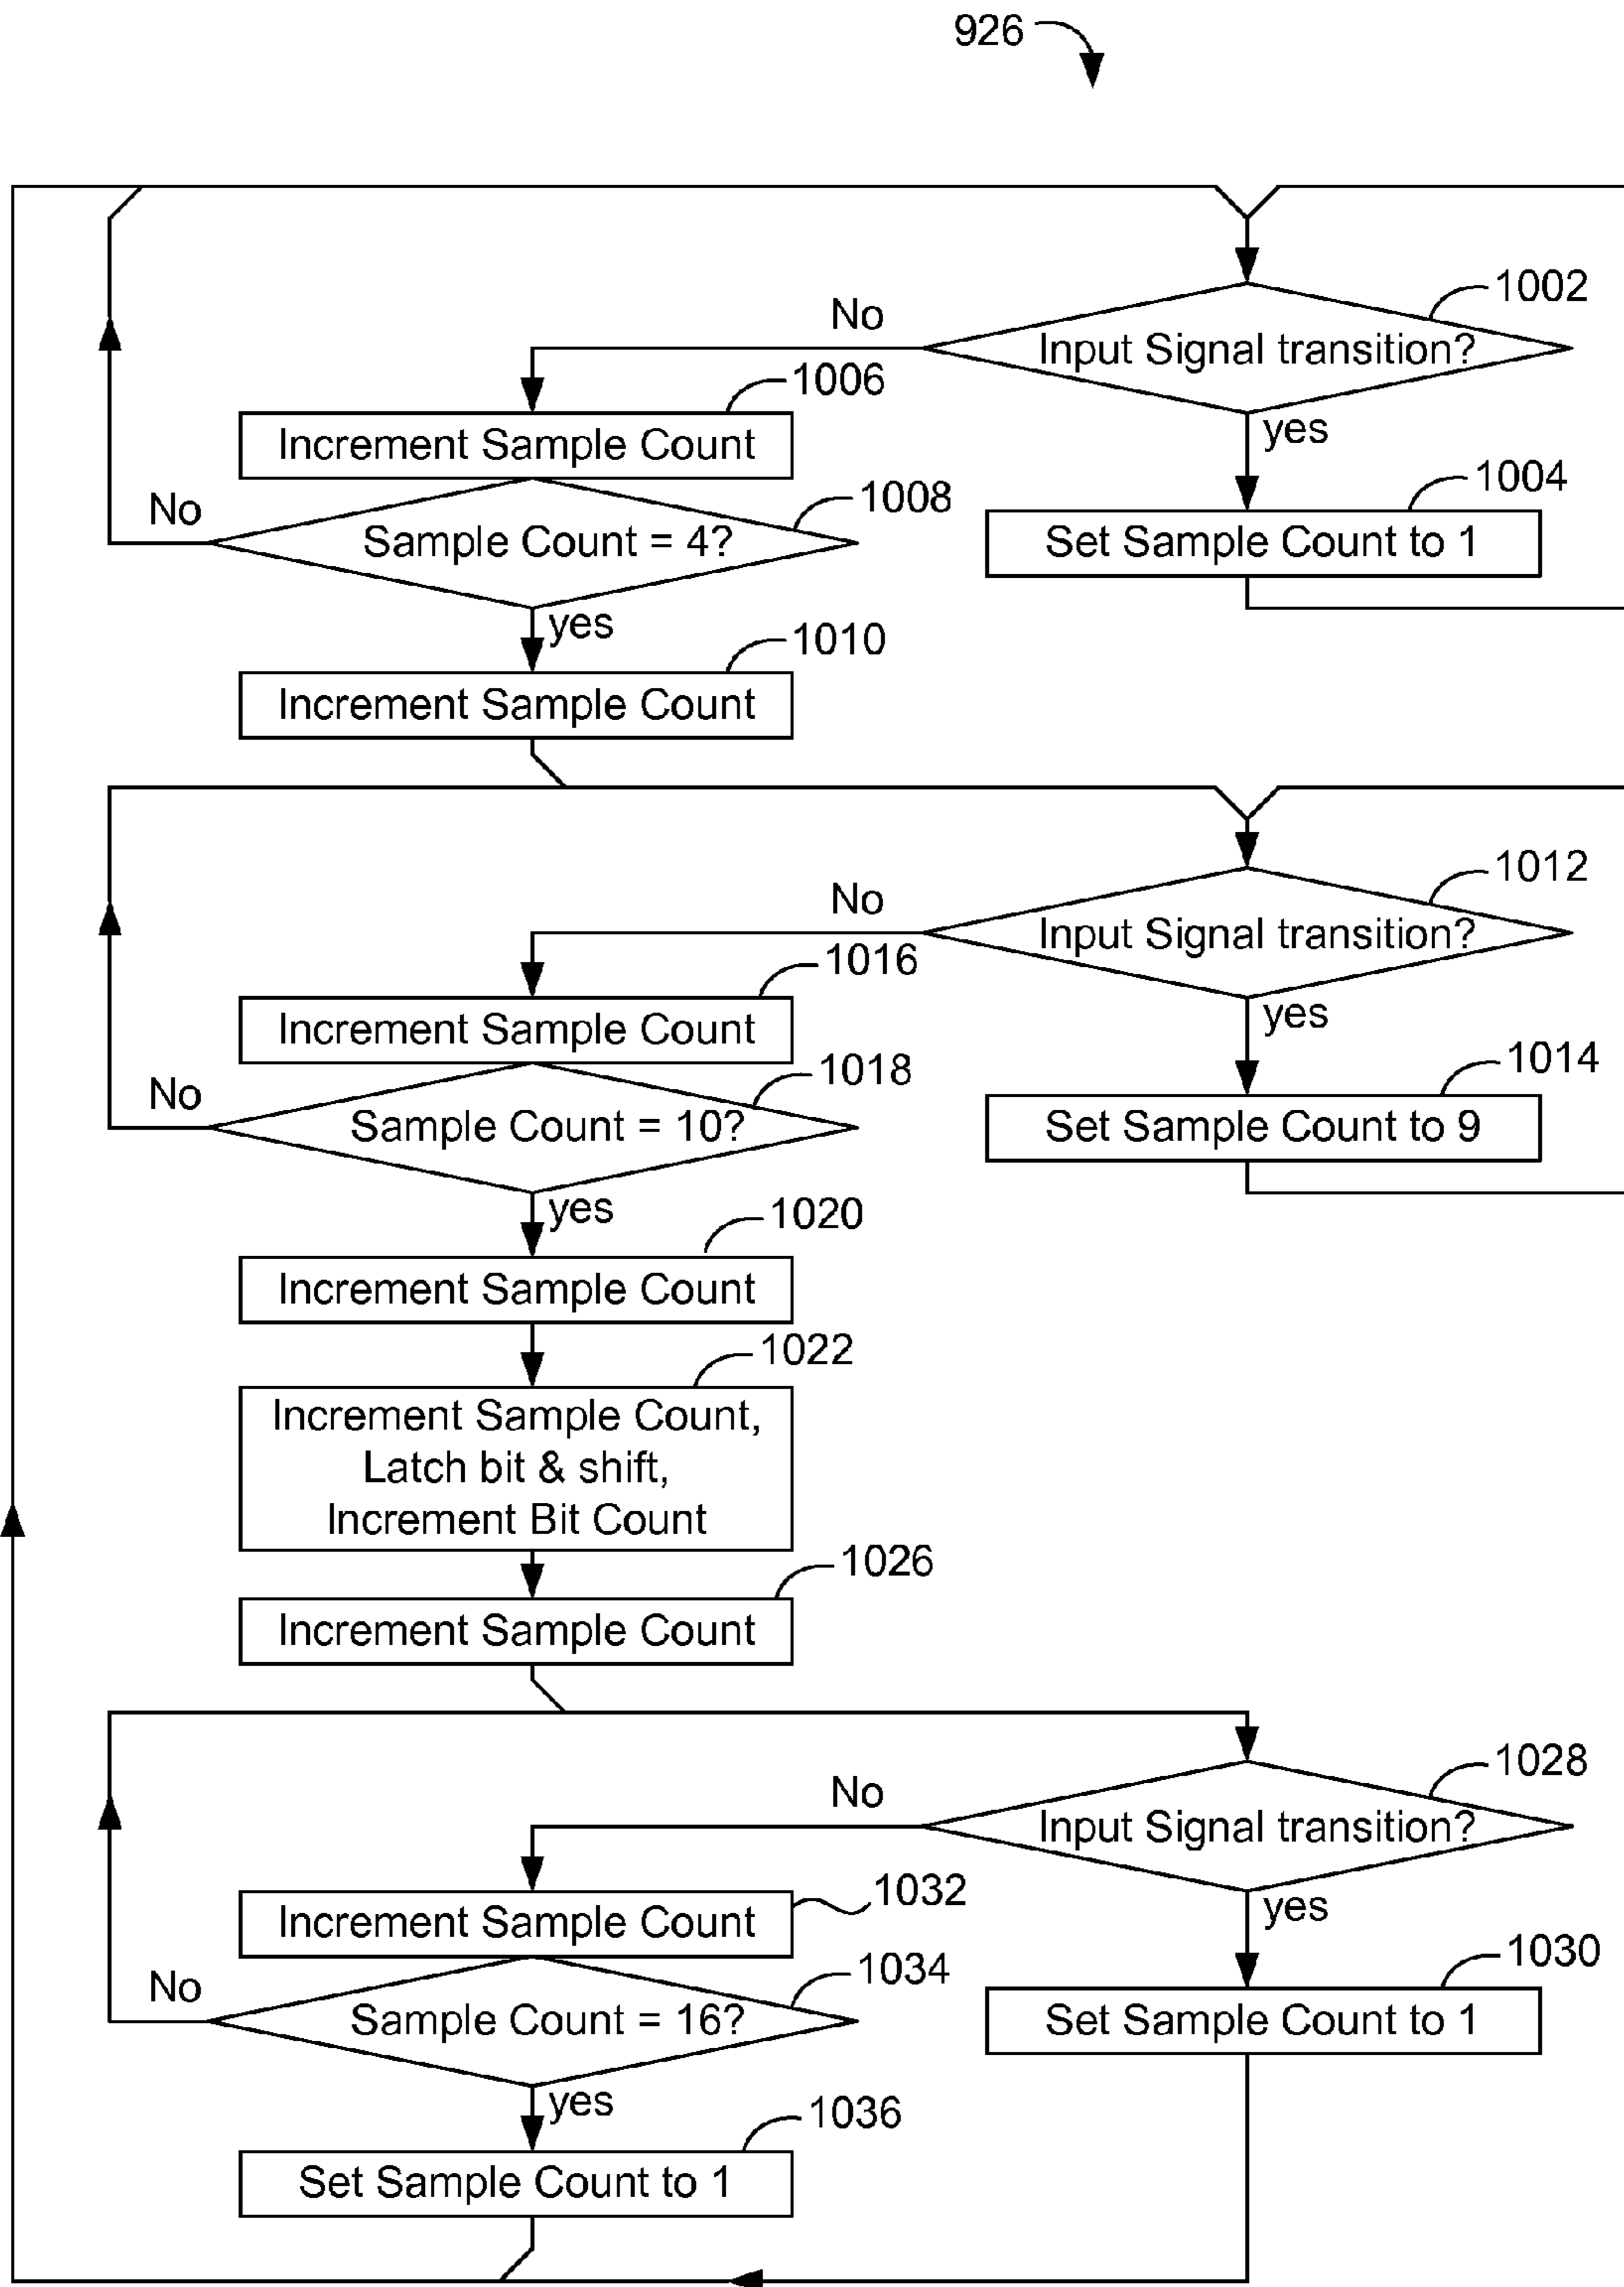 926
1002
No
Input Signal transition?
1006
yes
Increment Sample Count
1004
1008
No
Sample Count = 4?
Set Sample Count to 1
yes
1010
Increment Sample Count
1012
No
Input Signal transition?
1016
yes
Increment Sample Count
1014
1018
No
Sample Count = 10?
Set Sample Count to 9
yes
1020
Increment Sample Count
1022
Increment Sample Count,
Latch bit & shift,
Increment Bit Count
1026
Increment Sample Count
1028
No
Input Signal transition?
1032
yes
Increment Sample Count
1030
1034
No
Sample Count = 16?
Set Sample Count to 1
yes
1036
Set Sample Count to 1